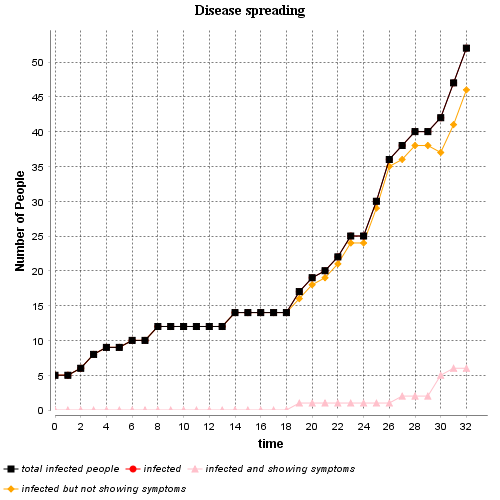 Disease spreading
Number of People
50
45
40
35
30
25
20
15
10
5
0
0 2 4 6 8 10 12 14 16 18 20 22 24 26 28 30 32
time
total infected people infected infected and showing symptoms
infected but not showing symptoms